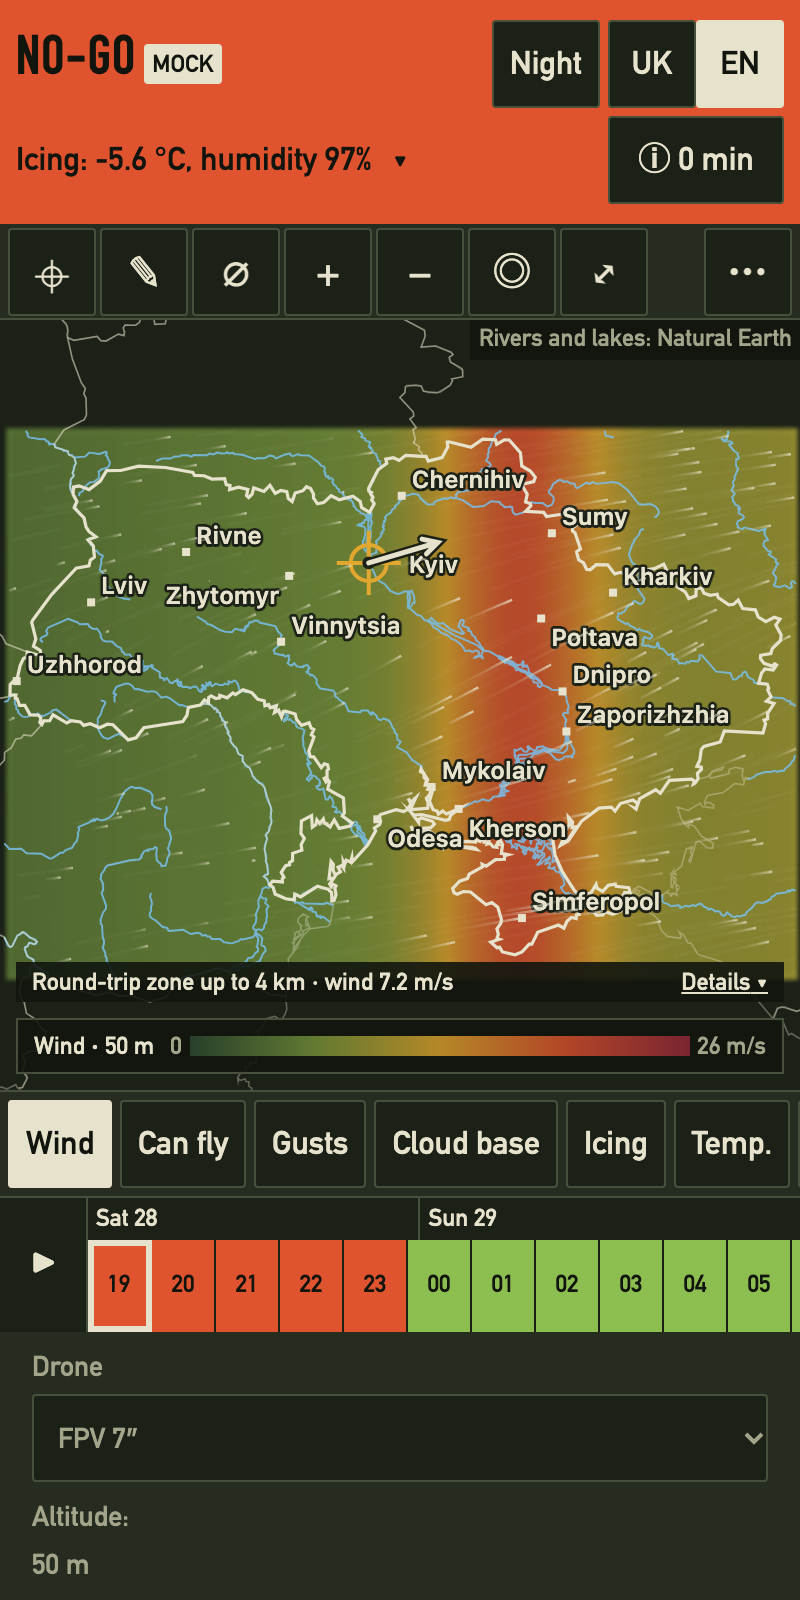 NO-GO MOCK
Night
UK
EN
Icing: -5.6 °C, humidity 97% ▼
ⓘ 0 min
Rivers and lakes: Natural Earth
Chernihiv
Sumy
Rivne
Kyiv
Kharkiv
Lviv
Zhytomyr
Vinnytsia
Poltava
Uzhhorod
Dnipro
Zaporizhzhia
Mykolaiv
Odesa
Kherson
Simferopol
Round-trip zone up to 4 km · wind 7.2 m/s
Details ▼
Wind · 50 m 0 26 m/s
Wind
Can fly
Gusts
Cloud base
Icing
Temp.
Sat 28
Sun 29
19 20 21 22 23 00 01 02 03 04 05
Drone
FPV 7″
Altitude:
50 m